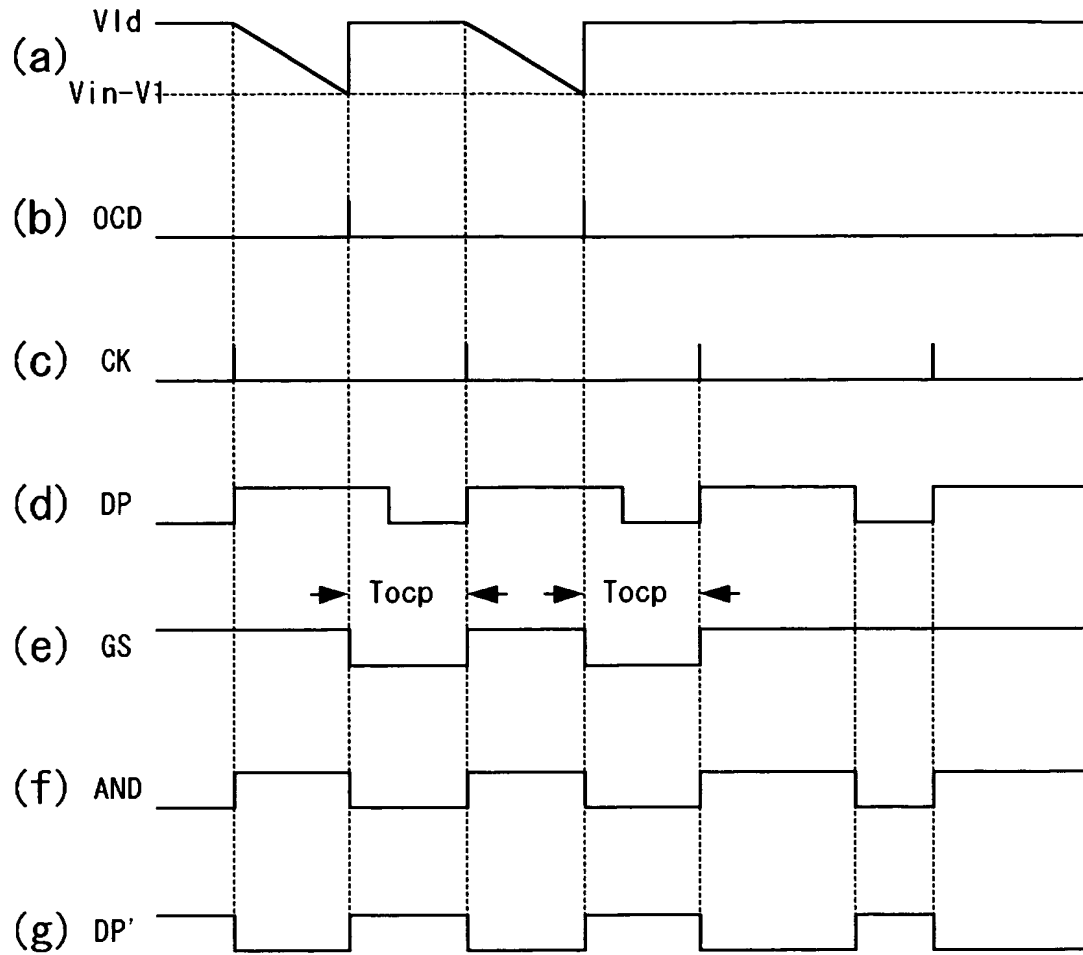 (a) Vld
Vin-V1
(b) OCD
(c) CK
(d) DP
Tocp Tocp
(e) GS
(f) AND
(g) DP'